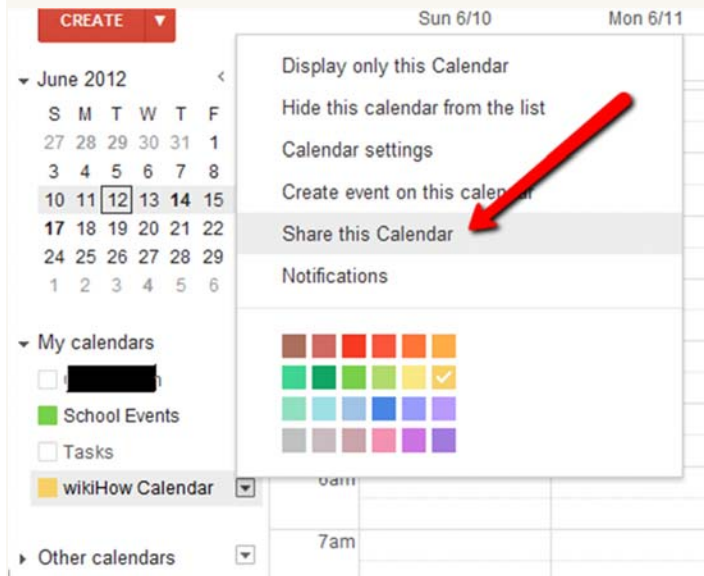 CREATE
Sun 6/10 Mon 6/11
June 2012
S M T W T F
27 28 29 30 31 1
3 4 5 6 7 8
10 11 12 13 14 15
17 18 19 20 21 22
24 25 26 27 28 29
1 2 3 4 5 6
Display only this Calendar
Hide this calendar from the list
Calendar settings
Create event on this calendar
Share this Calendar
Notifications
My calendars
School Events
Tasks
wikiHow Calendar
Other calendars
6am
7am